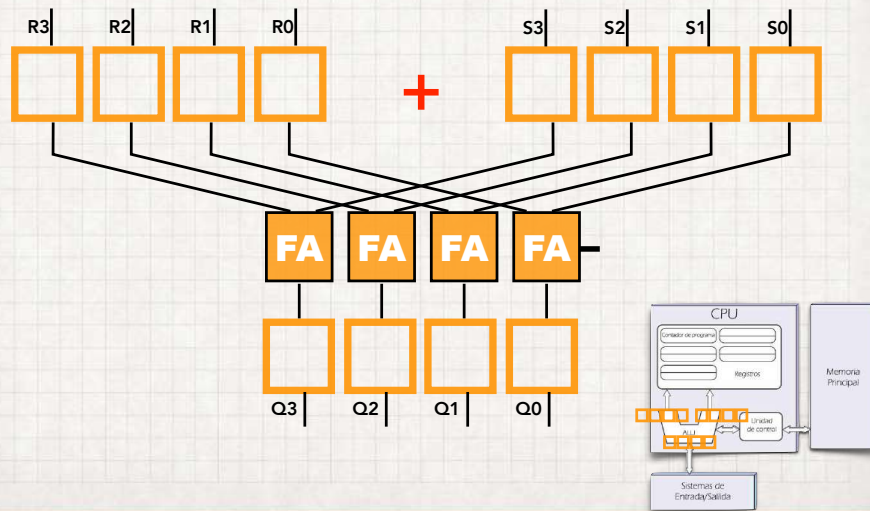 R3 R2 R1 R0 S3 S2 S1 S0
+
FA FA FA FA
Q3 Q2 Q1 Q0
CPU
Contador de programa
Registros
ALU
Unidad
de control
Memoria
Principal
Sistemas de
Entrada/Salida